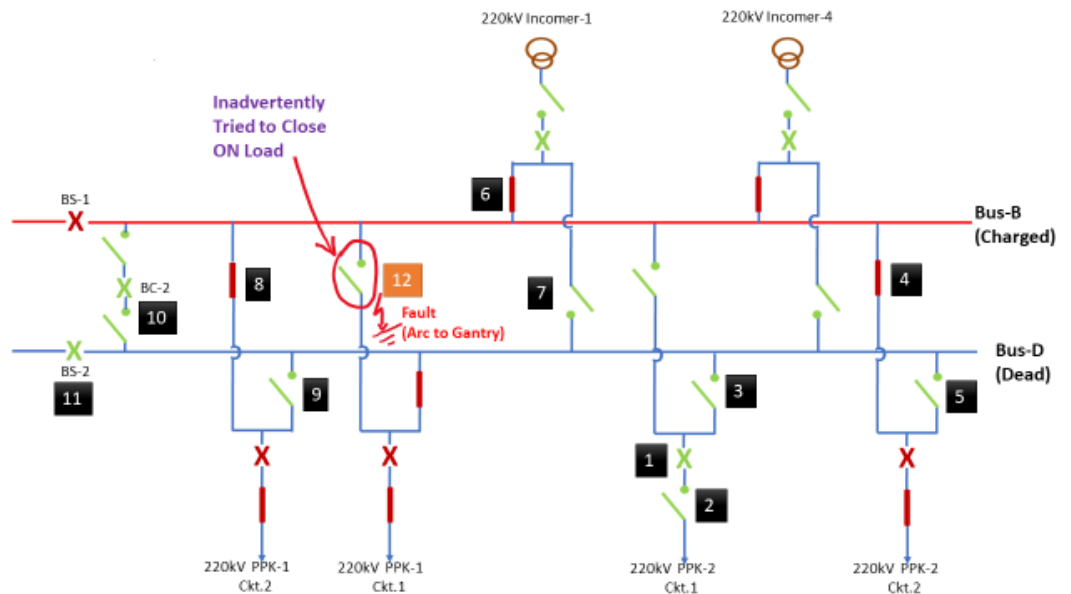 220kV Incomer-1
220kV Incomer-4
Inadvertently
Tried to Close
ON Load
BS-1
6
Bus-B
(Charged)
8
12
7
4
BC-2
10
Fault
(Arc to Gantry)
BS-2
11
Bus-D
(Dead)
9
3
5
1
2
220kV PPK-1
Ckt.2
220kV PPK-1
Ckt.1
220kV PPK-2
Ckt.1
220kV PPK-2
Ckt.2